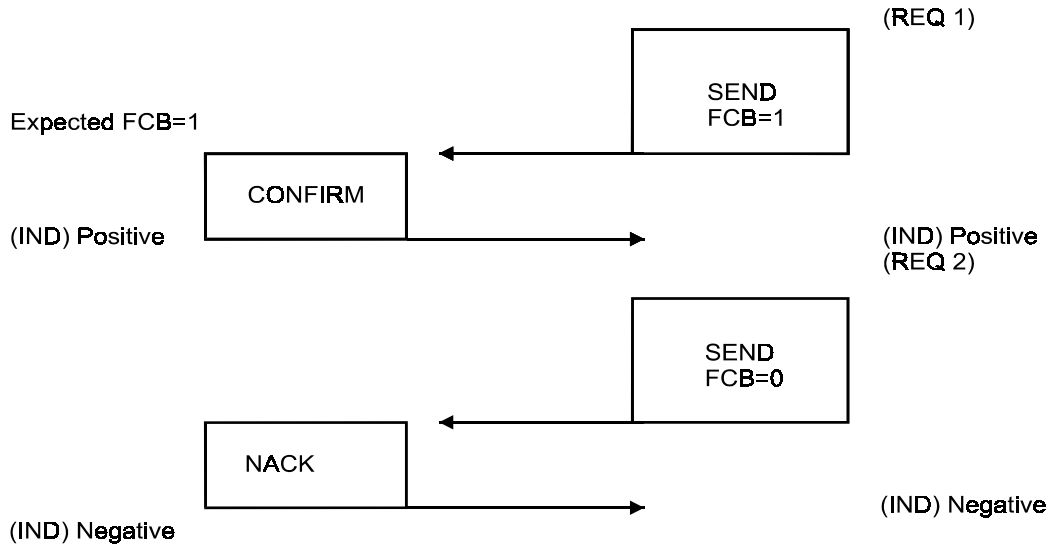 (REQ 1)
SEND
FCB=1
Expected FCB=1
CONFIRM
(IND) Positive
(IND) Positive
(REQ 2)
SEND
FCB=0
NACK
(IND) Negative
(IND) Negative